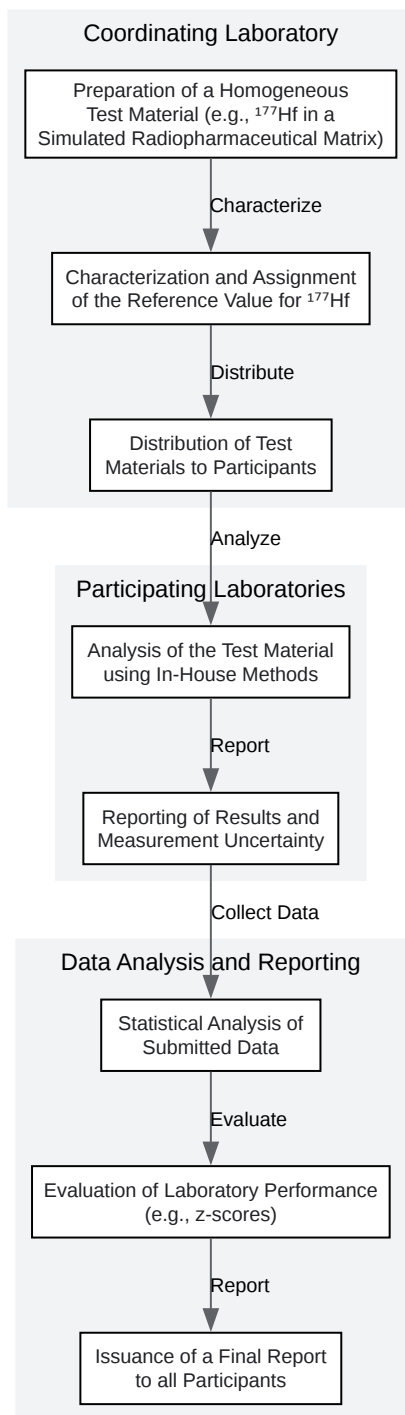 Coordinating Laboratory
Preparation of a Homogeneous
Test Material (e.g., ¹⁷⁷Hf in a
Simulated Radiopharmaceutical Matrix)
Characterize
Characterization and Assignment
of the Reference Value for ¹⁷⁷Hf
Distribute
Distribution of Test
Materials to Participants
Analyze
Participating Laboratories
Analysis of the Test Material
using In-House Methods
Report
Reporting of Results and
Measurement Uncertainty
Collect Data
Data Analysis and Reporting
Statistical Analysis of
Submitted Data
Evaluate
Evaluation of Laboratory Performance
(e.g., z-scores)
Report
Issuance of a Final Report
to all Participants